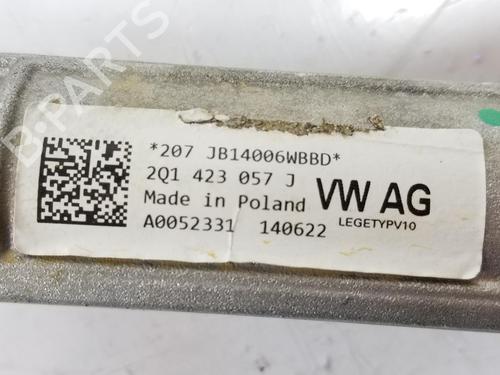 B-PARTS
*207 JB14006WBBD*
2Q1 423 057 J
VW AG
Made in Poland
LEGETYPV10
A0052331 140622